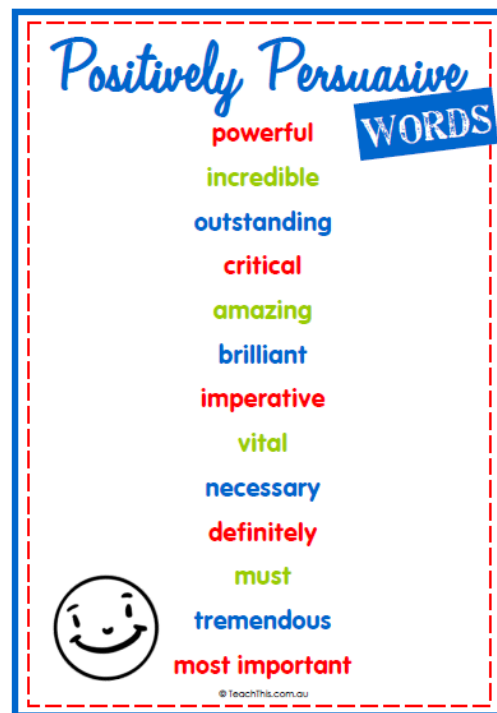 Positively Persuasive
WORDS
powerful
incredible
outstanding
critical
amazing
brilliant
imperative
vital
necessary
definitely
must
tremendous
most important
© TeachThis.com.au